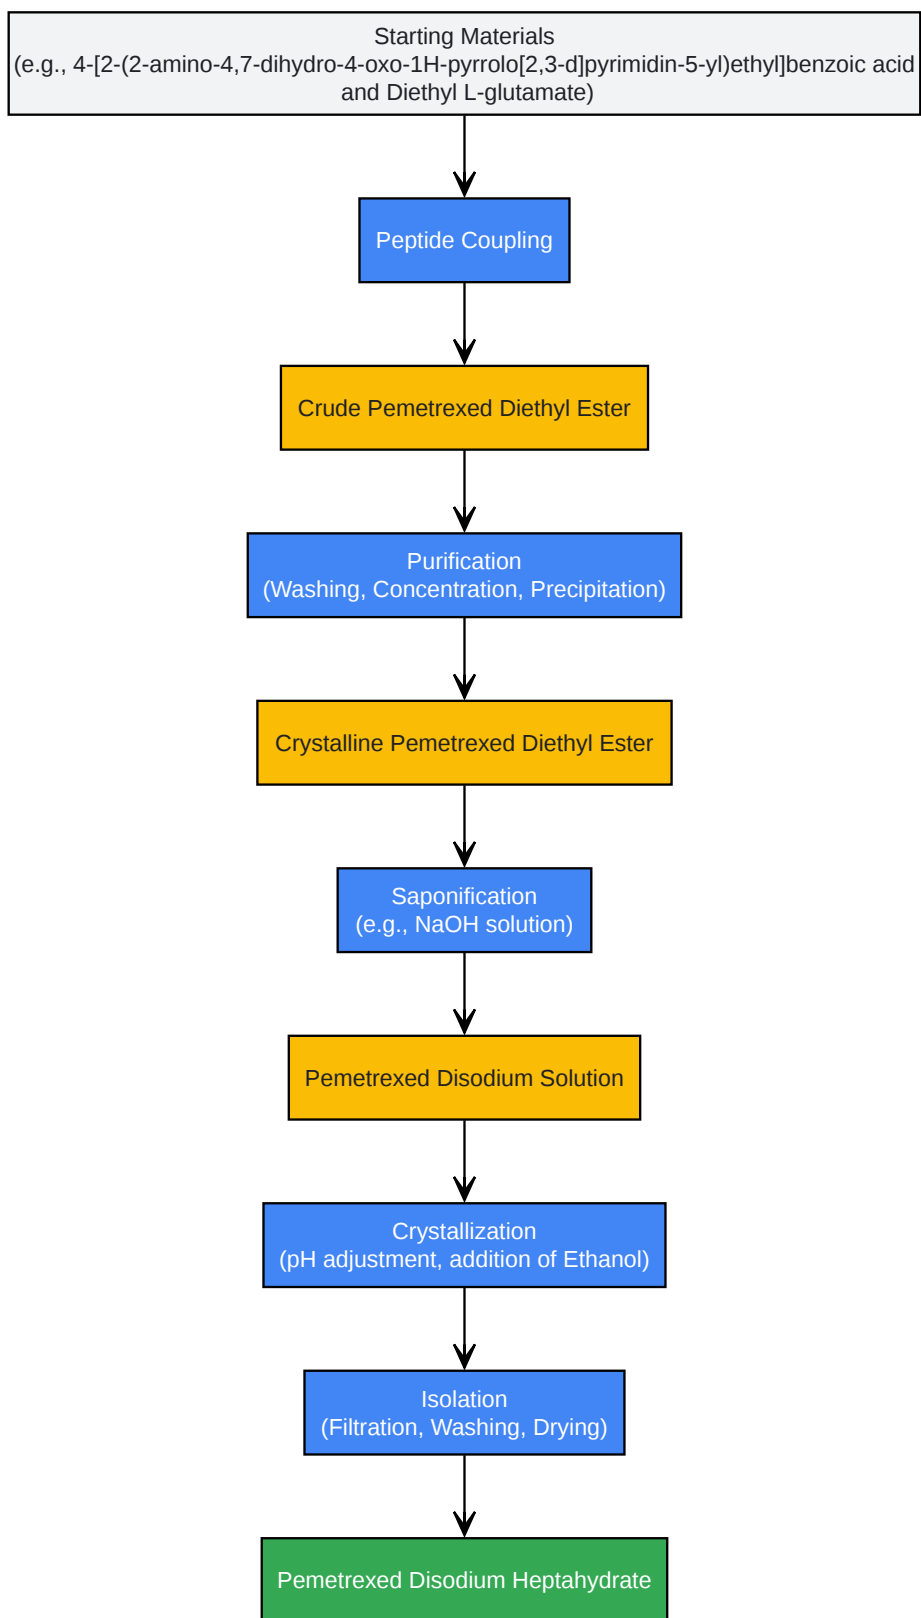 Starting Materials
(e.g., 4-[2-(2-amino-4,7-dihydro-4-oxo-1H-pyrrolo[2,3-d]pyrimidin-5-yl)ethyl]benzoic acid
and Diethyl L-glutamate)
Peptide Coupling
Crude Pemetrexed Diethyl Ester
Purification
(Washing, Concentration, Precipitation)
Crystalline Pemetrexed Diethyl Ester
Saponification
(e.g., NaOH solution)
Pemetrexed Disodium Solution
Crystallization
(pH adjustment, addition of Ethanol)
Isolation
(Filtration, Washing, Drying)
Pemetrexed Disodium Heptahydrate